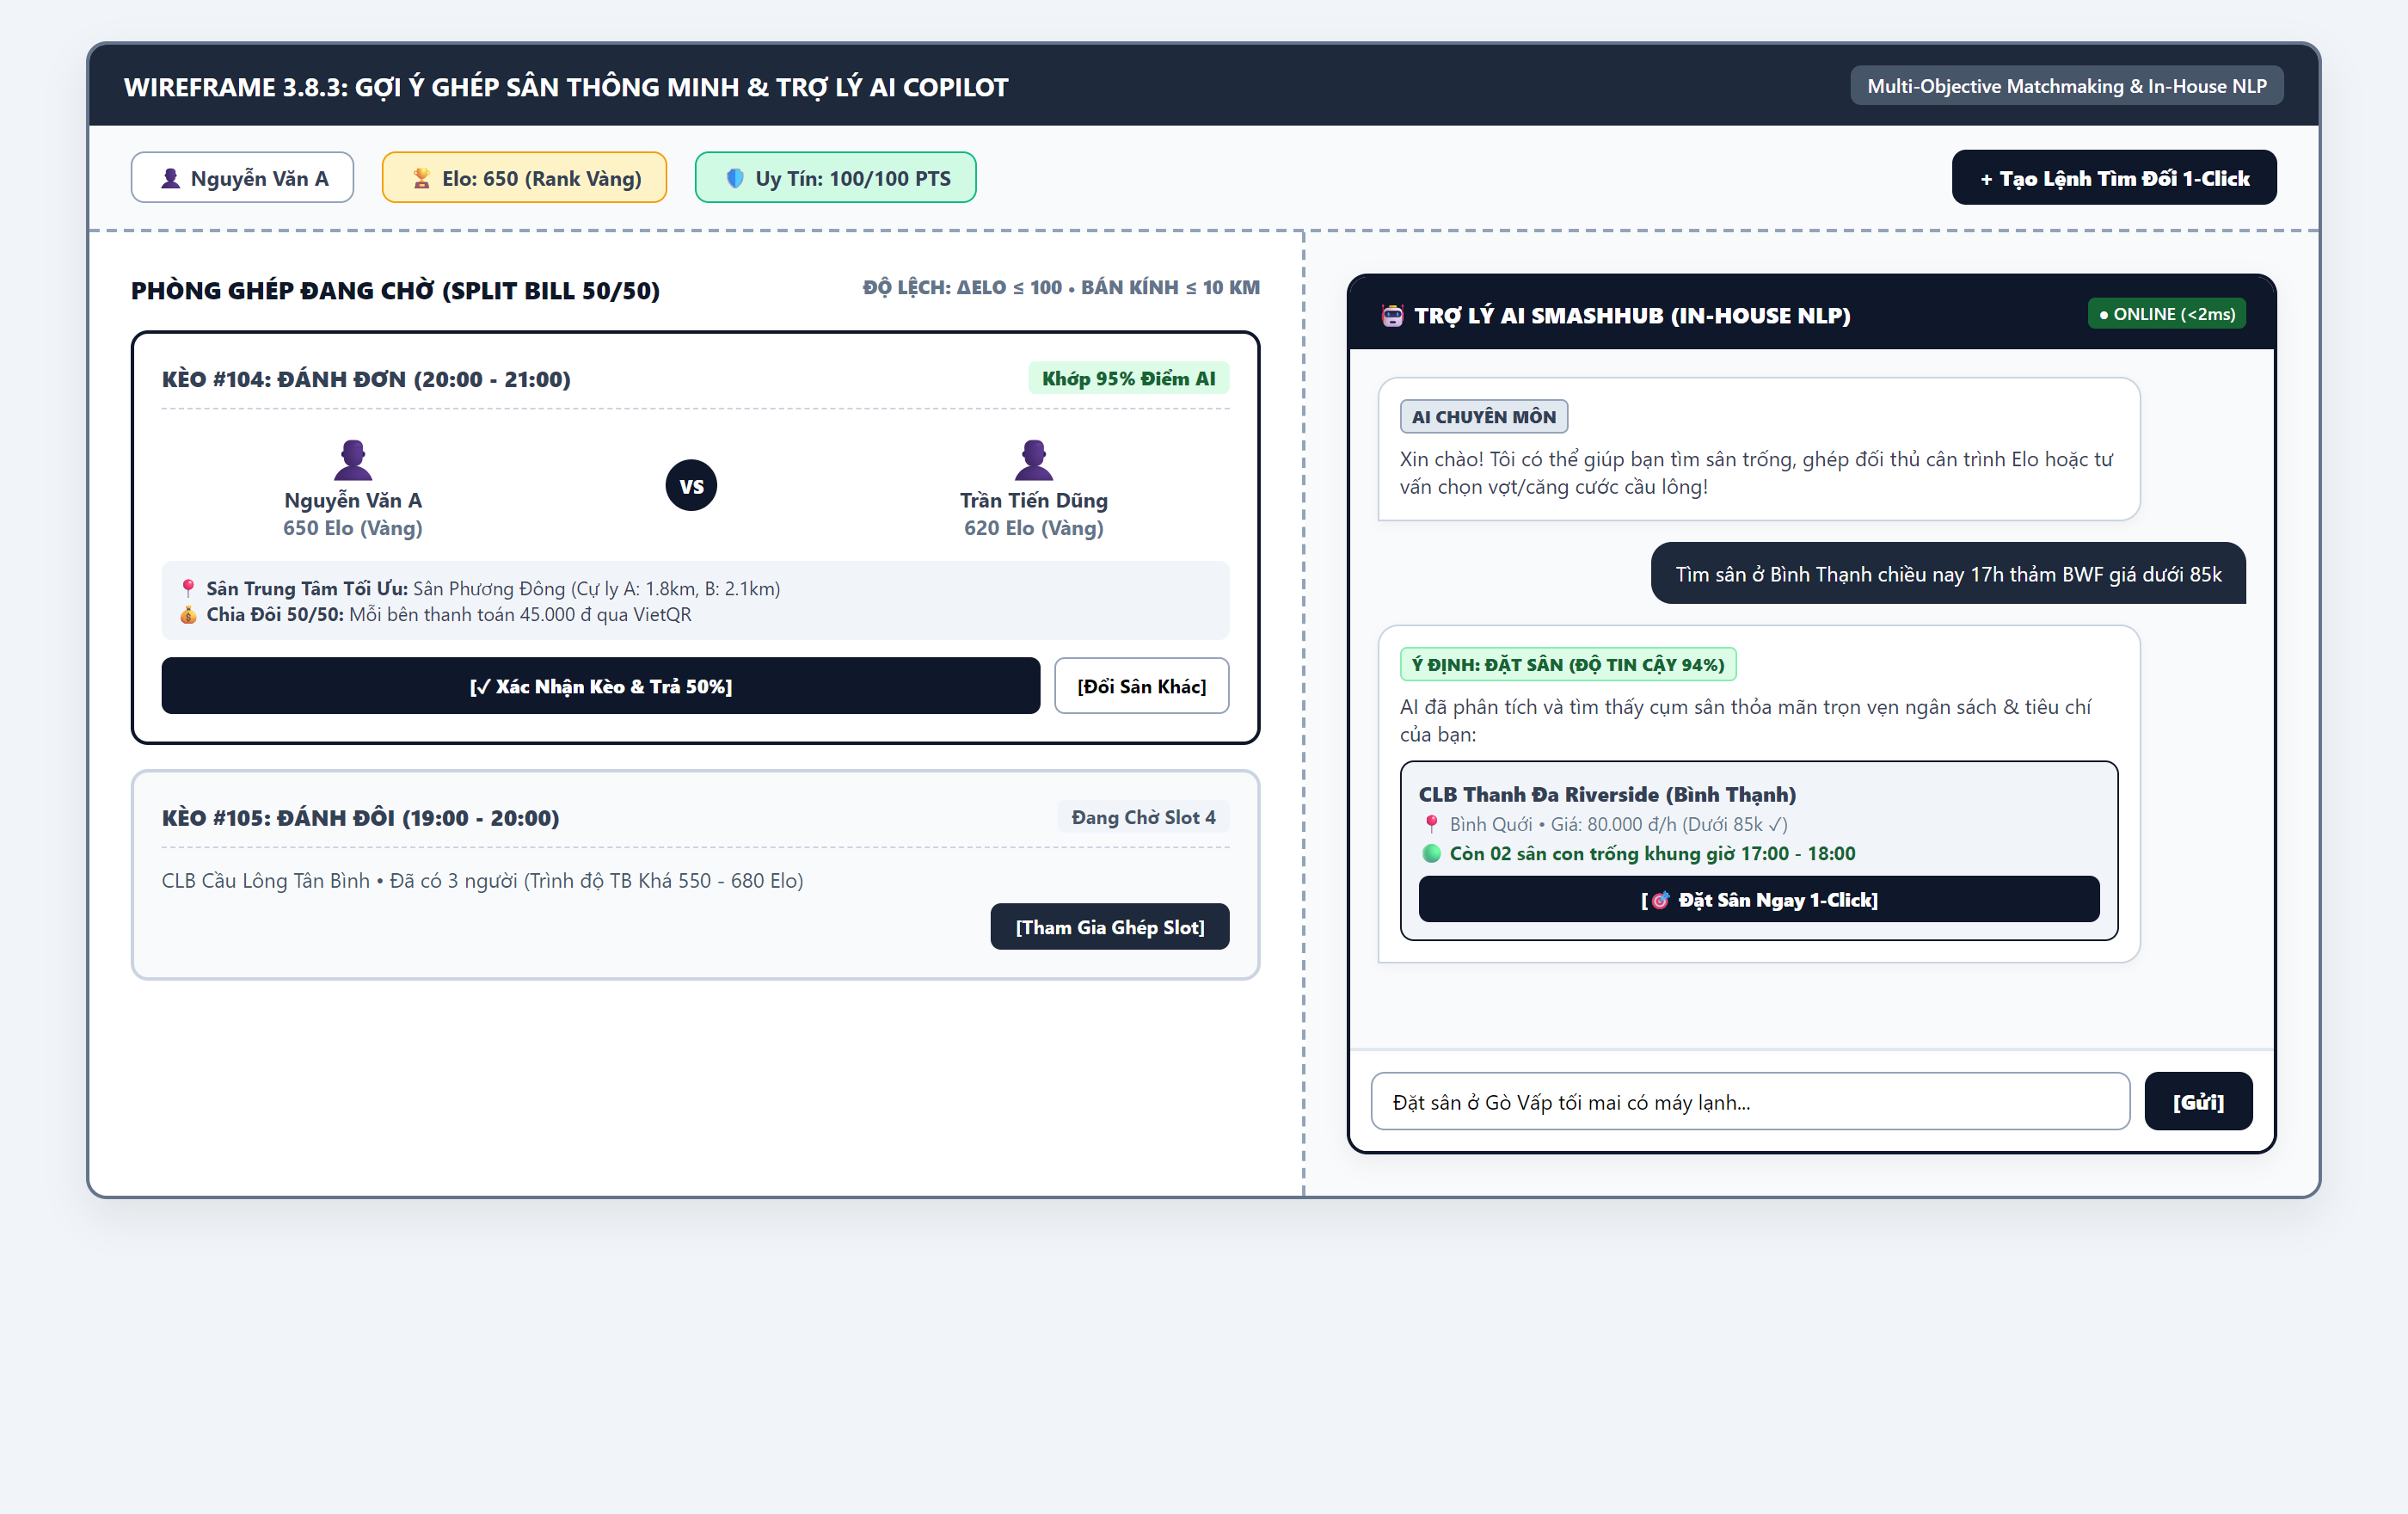 WIREFRAME 3.8.3: GỢI Ý GHÉP SÂN THÔNG MINH & TRỢ LÝ AI COPILOT
Multi-Objective Matchmaking & In-House NLP
Nguyễn Văn A
Elo: 650 (Rank Vàng)
Uy Tín: 100/100 PTS
+ Tạo Lệnh Tìm Đối 1-Click
PHÒNG GHÉP ĐANG CHỜ (SPLIT BILL 50/50)
ĐỘ LỆCH: ΔELO ≤ 100 • BÁN KÍNH ≤ 10 KM
KÈO #104: ĐÁNH ĐƠN (20:00 - 21:00)
Khớp 95% Điểm AI
Nguyễn Văn A
650 Elo (Vàng)
VS
Trần Tiến Dũng
620 Elo (Vàng)
Sân Trung Tâm Tối Ưu: Sân Phương Đông (Cự ly A: 1.8km, B: 2.1km)
Chia Đôi 50/50: Mỗi bên thanh toán 45.000 đ qua VietQR
[✓ Xác Nhận Kèo & Trả 50%]
[Đổi Sân Khác]
KÈO #105: ĐÁNH ĐÔI (19:00 - 20:00)
Đang Chờ Slot 4
CLB Cầu Lông Tân Bình • Đã có 3 người (Trình độ TB Khá 550 - 680 Elo)
[Tham Gia Ghép Slot]
TRỢ LÝ AI SMASHHUB (IN-HOUSE NLP)
● ONLINE (<2ms)
AI CHUYÊN MÔN
Xin chào! Tôi có thể giúp bạn tìm sân trống, ghép đối thủ cân trình Elo hoặc tư
vấn chọn vợt/căng cước cầu lông!
Tìm sân ở Bình Thạnh chiều nay 17h thảm BWF giá dưới 85k
Ý ĐỊNH: ĐẶT SÂN (ĐỘ TIN CẬY 94%)
AI đã phân tích và tìm thấy cụm sân thỏa mãn trọn vẹn ngân sách & tiêu chí
của bạn:
CLB Thanh Đa Riverside (Bình Thạnh)
Bình Quới • Giá: 80.000 đ/h (Dưới 85k ✓)
Còn 02 sân con trống khung giờ 17:00 - 18:00
[🎯 Đặt Sân Ngay 1-Click]
Đặt sân ở Gò Vấp tối mai có máy lạnh...
[Gửi]